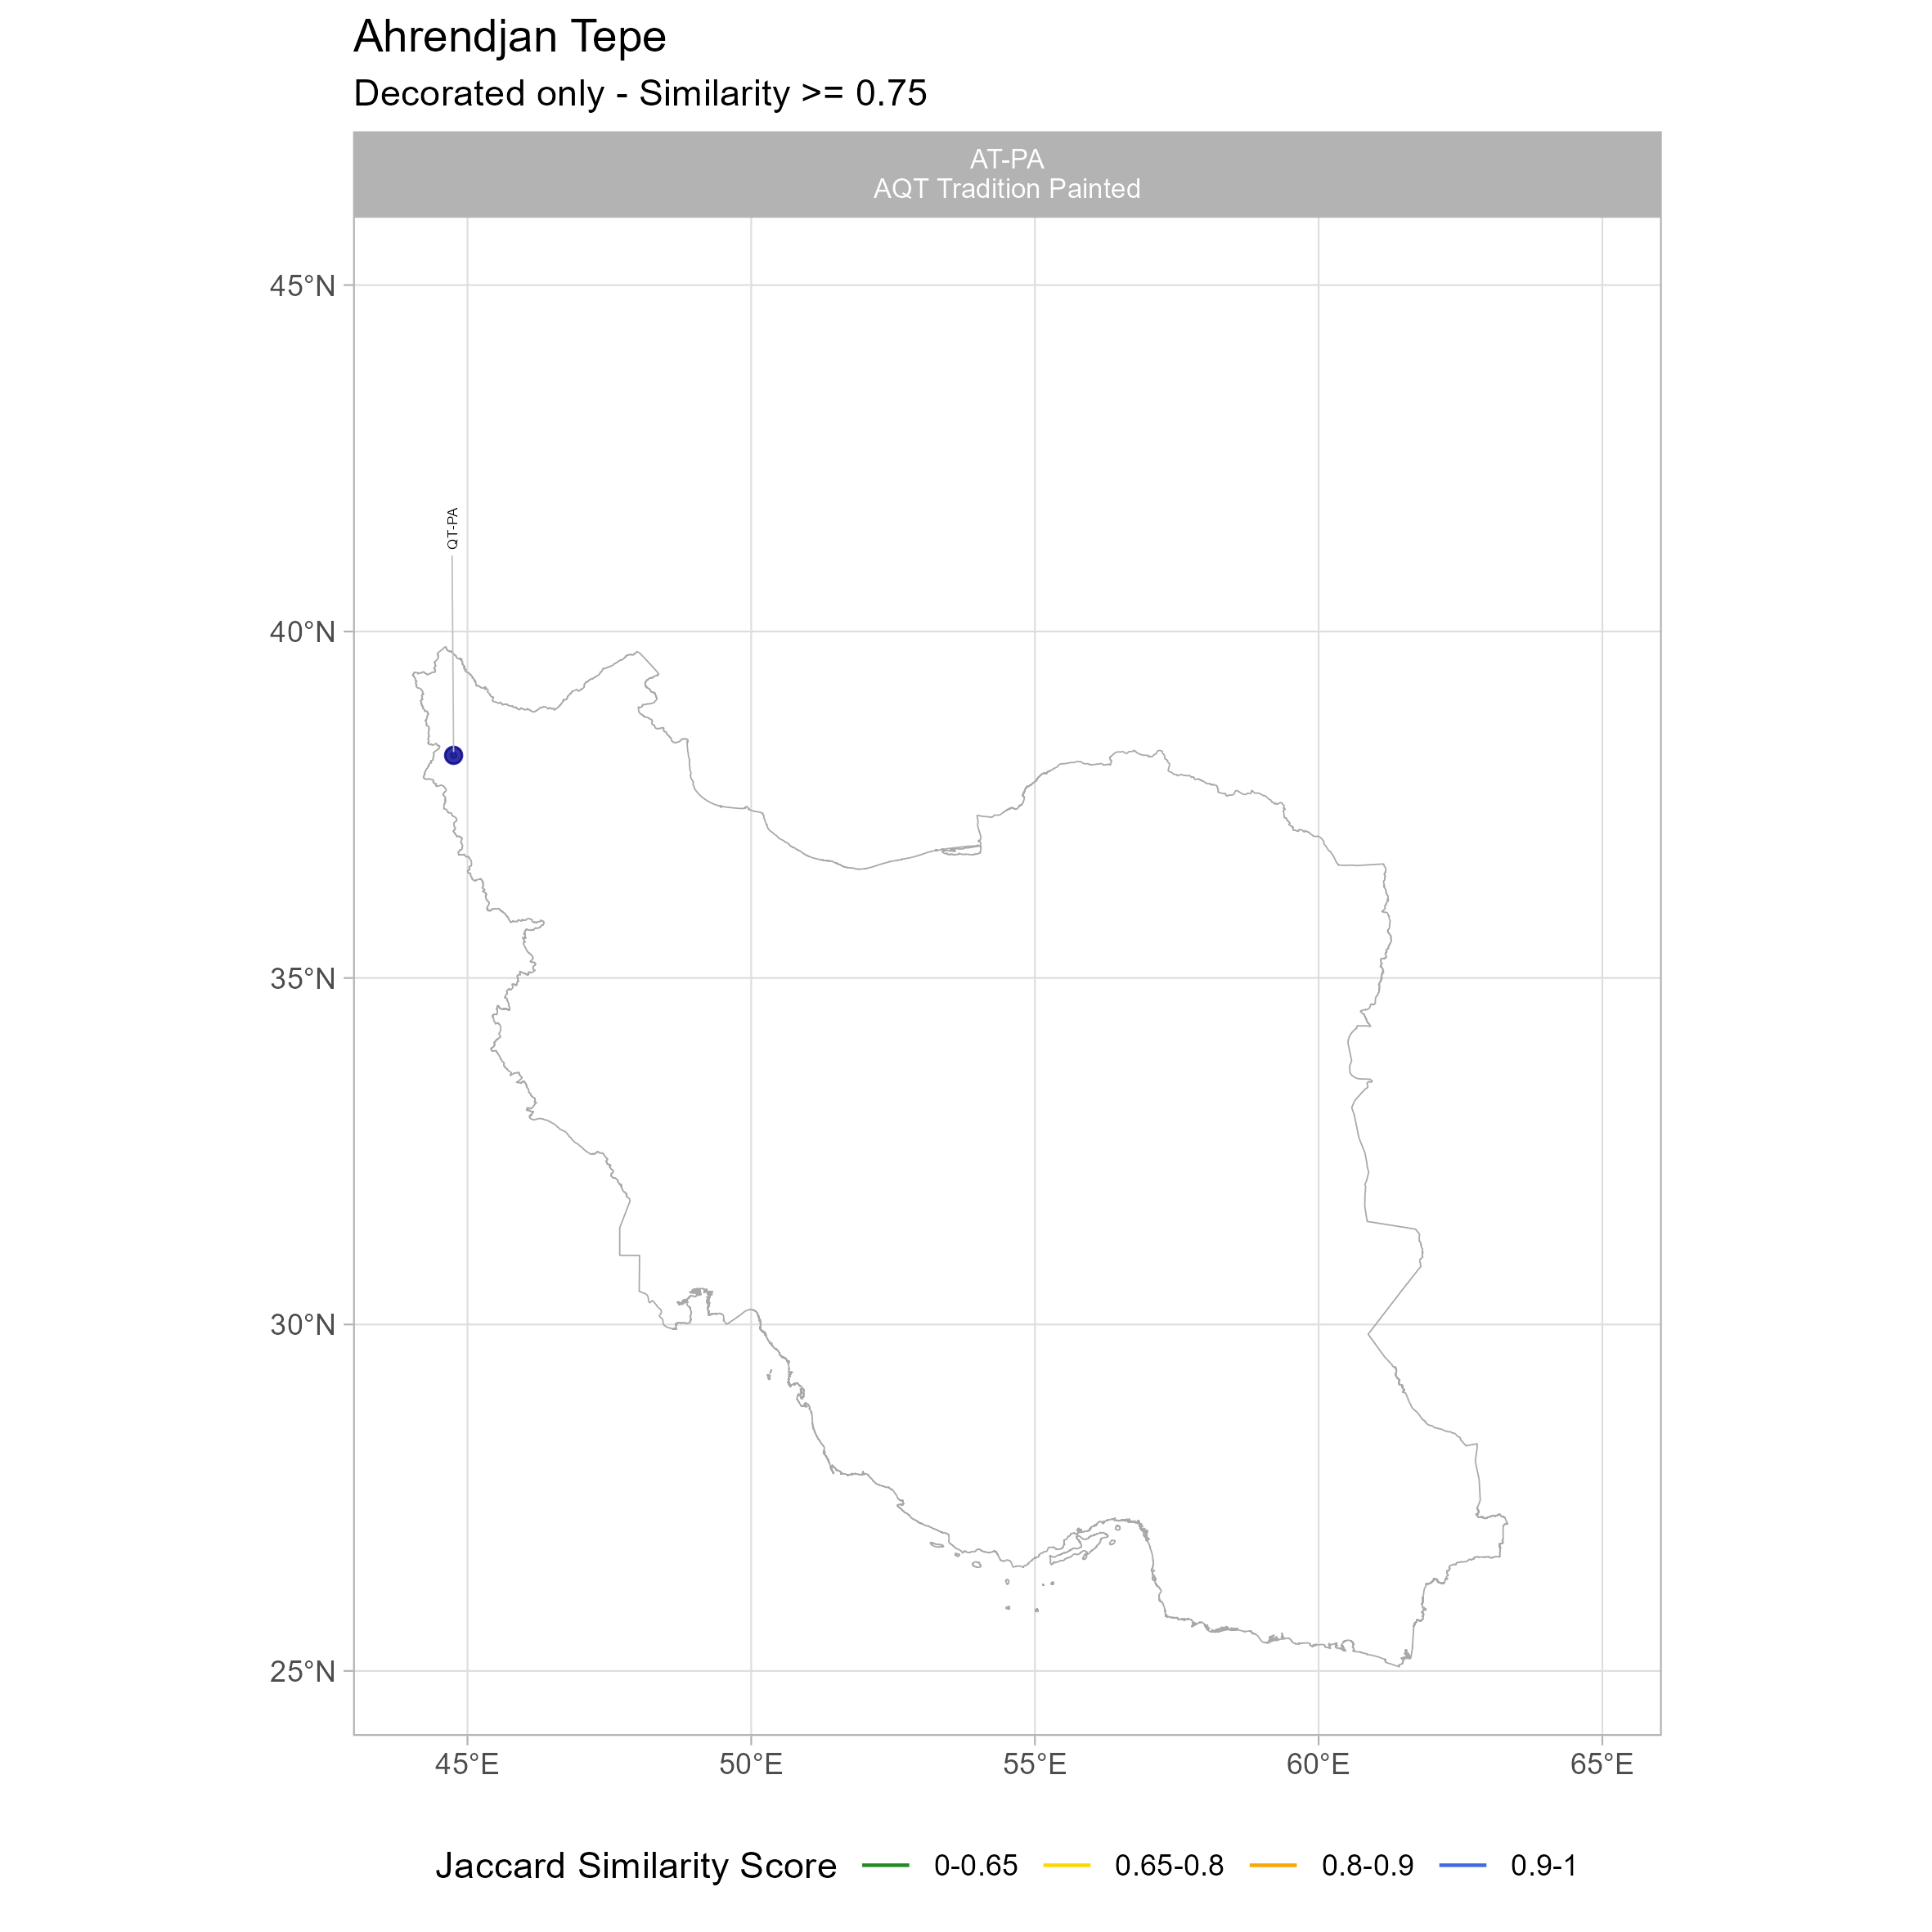 Ahrendjan Tepe
Decorated only - Similarity >= 0.75
AT-PA
AQT Tradition Painted
45°N
QT-PA
40°N
35°N
30°N
25°N
45°E 50°E 55°E 60°E 65°E
Jaccard Similarity Score 0-0.65 0.65-0.8 0.8-0.9 0.9-1